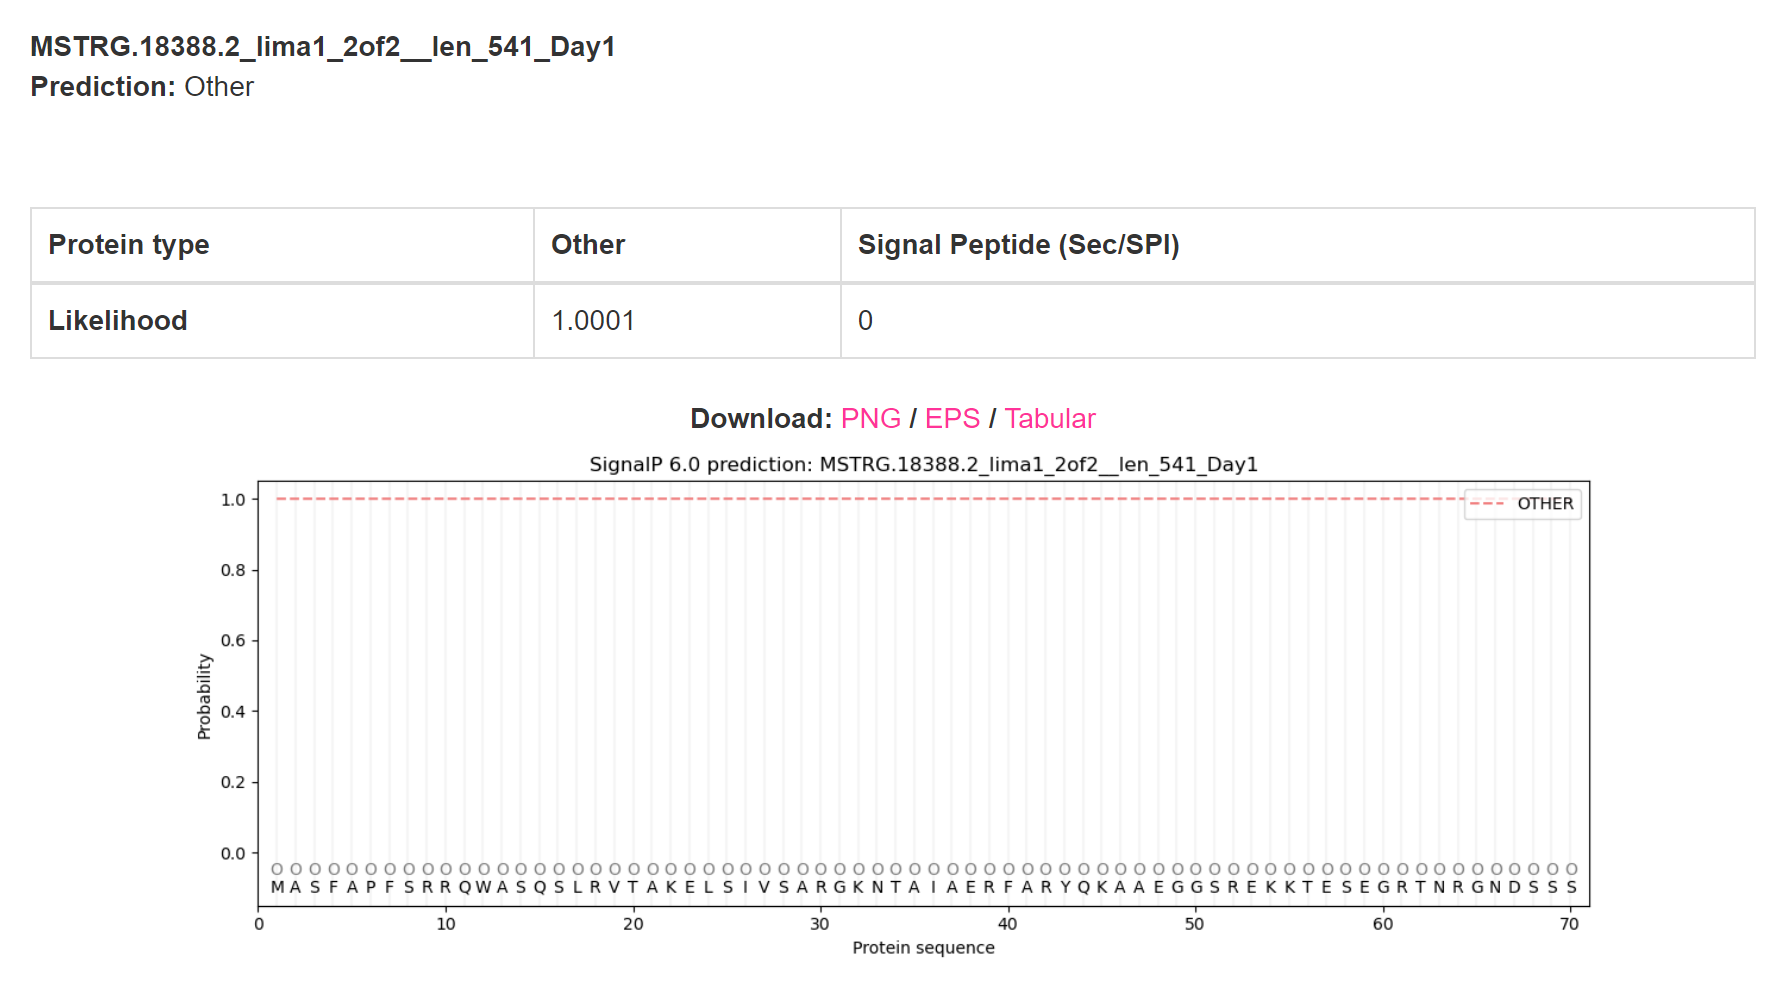 MSTRG.18388.2_lima1_2of2__len_541_Day1
Prediction: Other
Protein type Other Signal Peptide (Sec/SPI)
Likelihood 1.0001 0
Download: PNG / EPS / Tabular
SignalP 6.0 prediction: MSTRG.18388.2_lima1_2of2__len_541_Day1
OTHER
1.0
0.8
0.6
0.4
0.2
0.0
Probability
O O O O O O O O O O O O O O O O O O O O O O O O O O O O O O O O O O O O O O O O O O O O O O O O O O O O O O O O O O O O O O O O O O O O O O
M A S F A P F S R R Q W A S Q S L R V T A K E L S I V S A R G K N T A I A E R F A R Y Q K A A E G G S R E K K T E S E G R T N R G N D S S S
0 10 20 30 40 50 60 70
Protein sequence